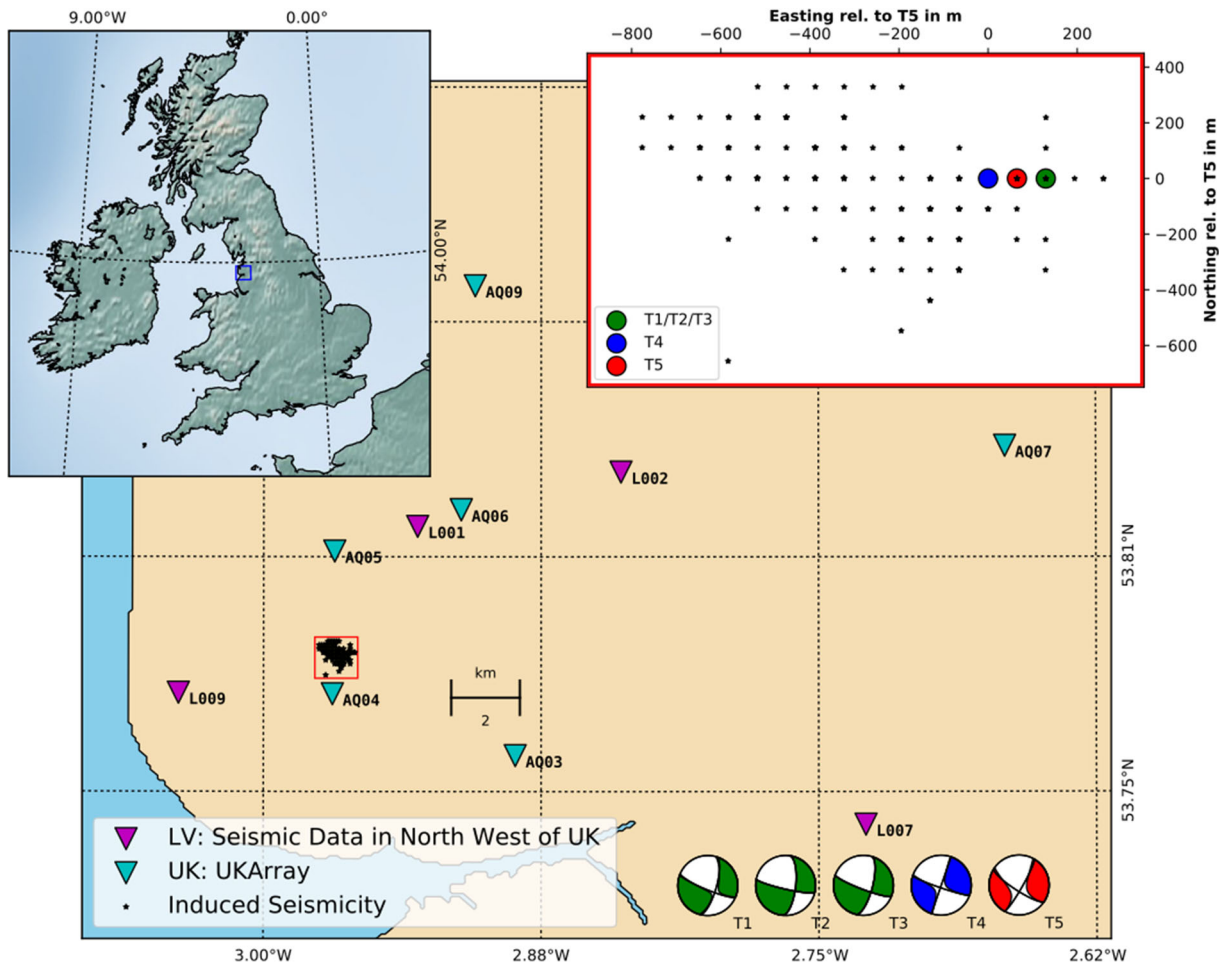 9.00°W
0.00°
Easting rel. to T5 in m
−800
−600
−400
−200
0
200
400
200
0
−200
−400
−600
Northing rel. to T5 in m
T1/T2/T3
T4
T5
54.00°N
AQ09
AQ07
L002
AQ06
L001
AQ05
53.81°N
km
2
L009
AQ04
AQ03
53.75°N
L007
LV: Seismic Data in North West of UK
UK: UKArray
Induced Seismicity
T1
T2
T3
T4
T5
3.00°W
2.88°W
2.75°W
2.62°W